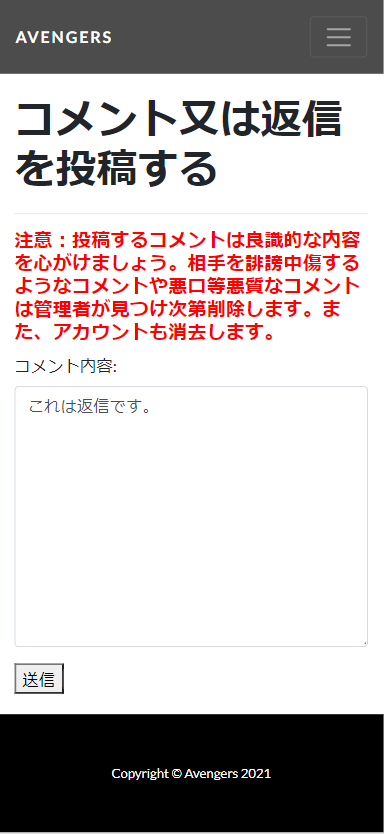 AVENGERS
コメント又は返信
を投稿する
注意：投稿するコメントは良識的な内容
を心がけましょう。相手を誹謗中傷する
ようなコメントや悪口等悪質なコメント
は管理者が見つけ次第削除します。ま
た、アカウントも消去します。
コメント内容:
これは返信です。
送信
Copyright © Avengers 2021